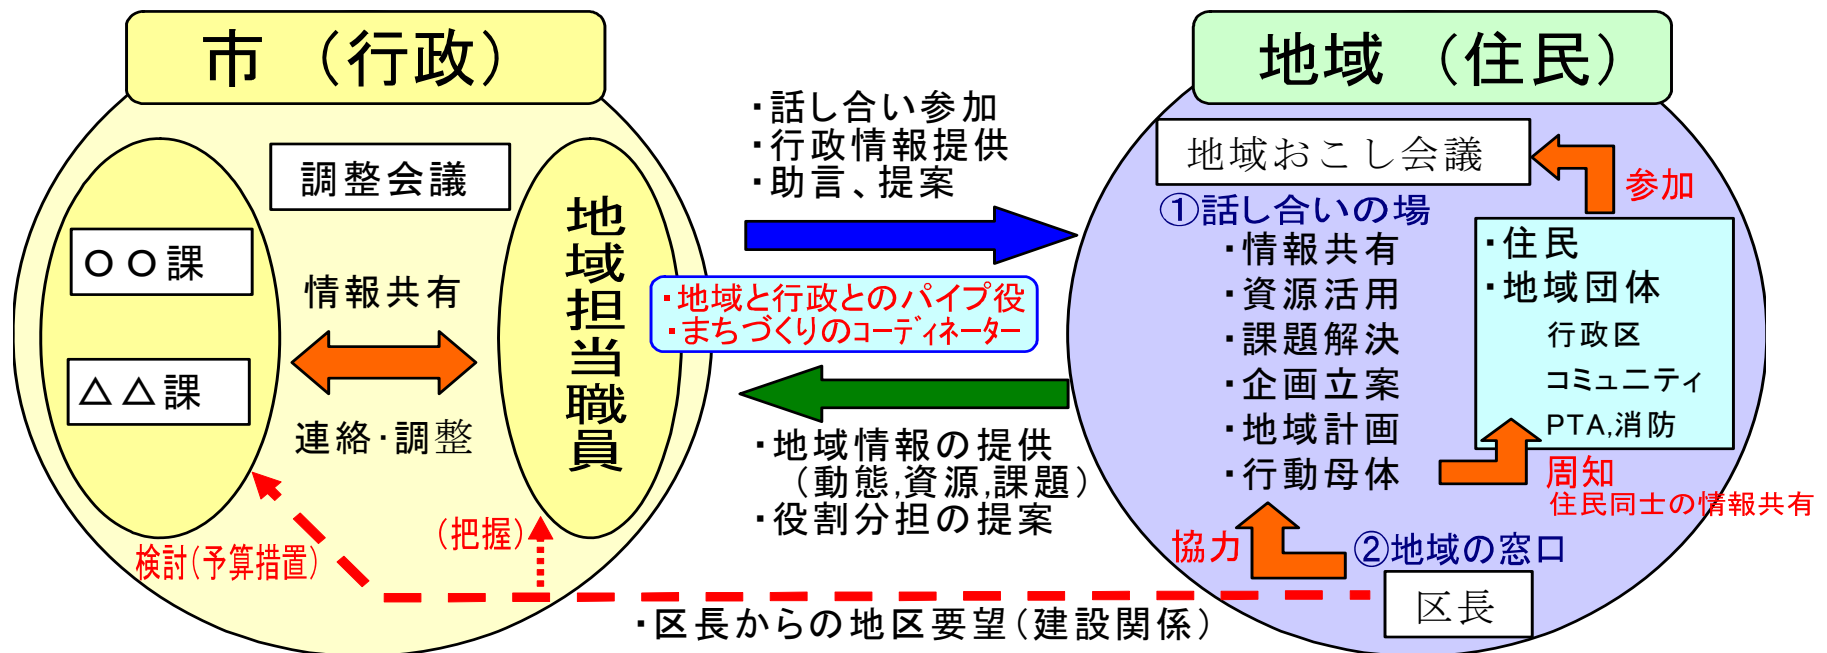 市（行政）
調整会議
〇〇課
△△課
情報共有
連絡・調整
地域担当職員
検討(予算措置)
(把握)
・話し合い参加
・行政情報提供
・助言、提案
・地域と行政とのパイプ役
・まちづくりのコーディネーター
・地域情報の提供
（動態,資源,課題）
・役割分担の提案
・区長からの地区要望（建設関係）
地域（住民）
地域おこし会議
参加
①話し合いの場
・情報共有
・資源活用
・課題解決
・企画立案
・地域計画
・行動母体
・住民
・地域団体
行政区
コミュニティ
PTA,消防
周知
住民同士の情報共有
協力
②地域の窓口
区長